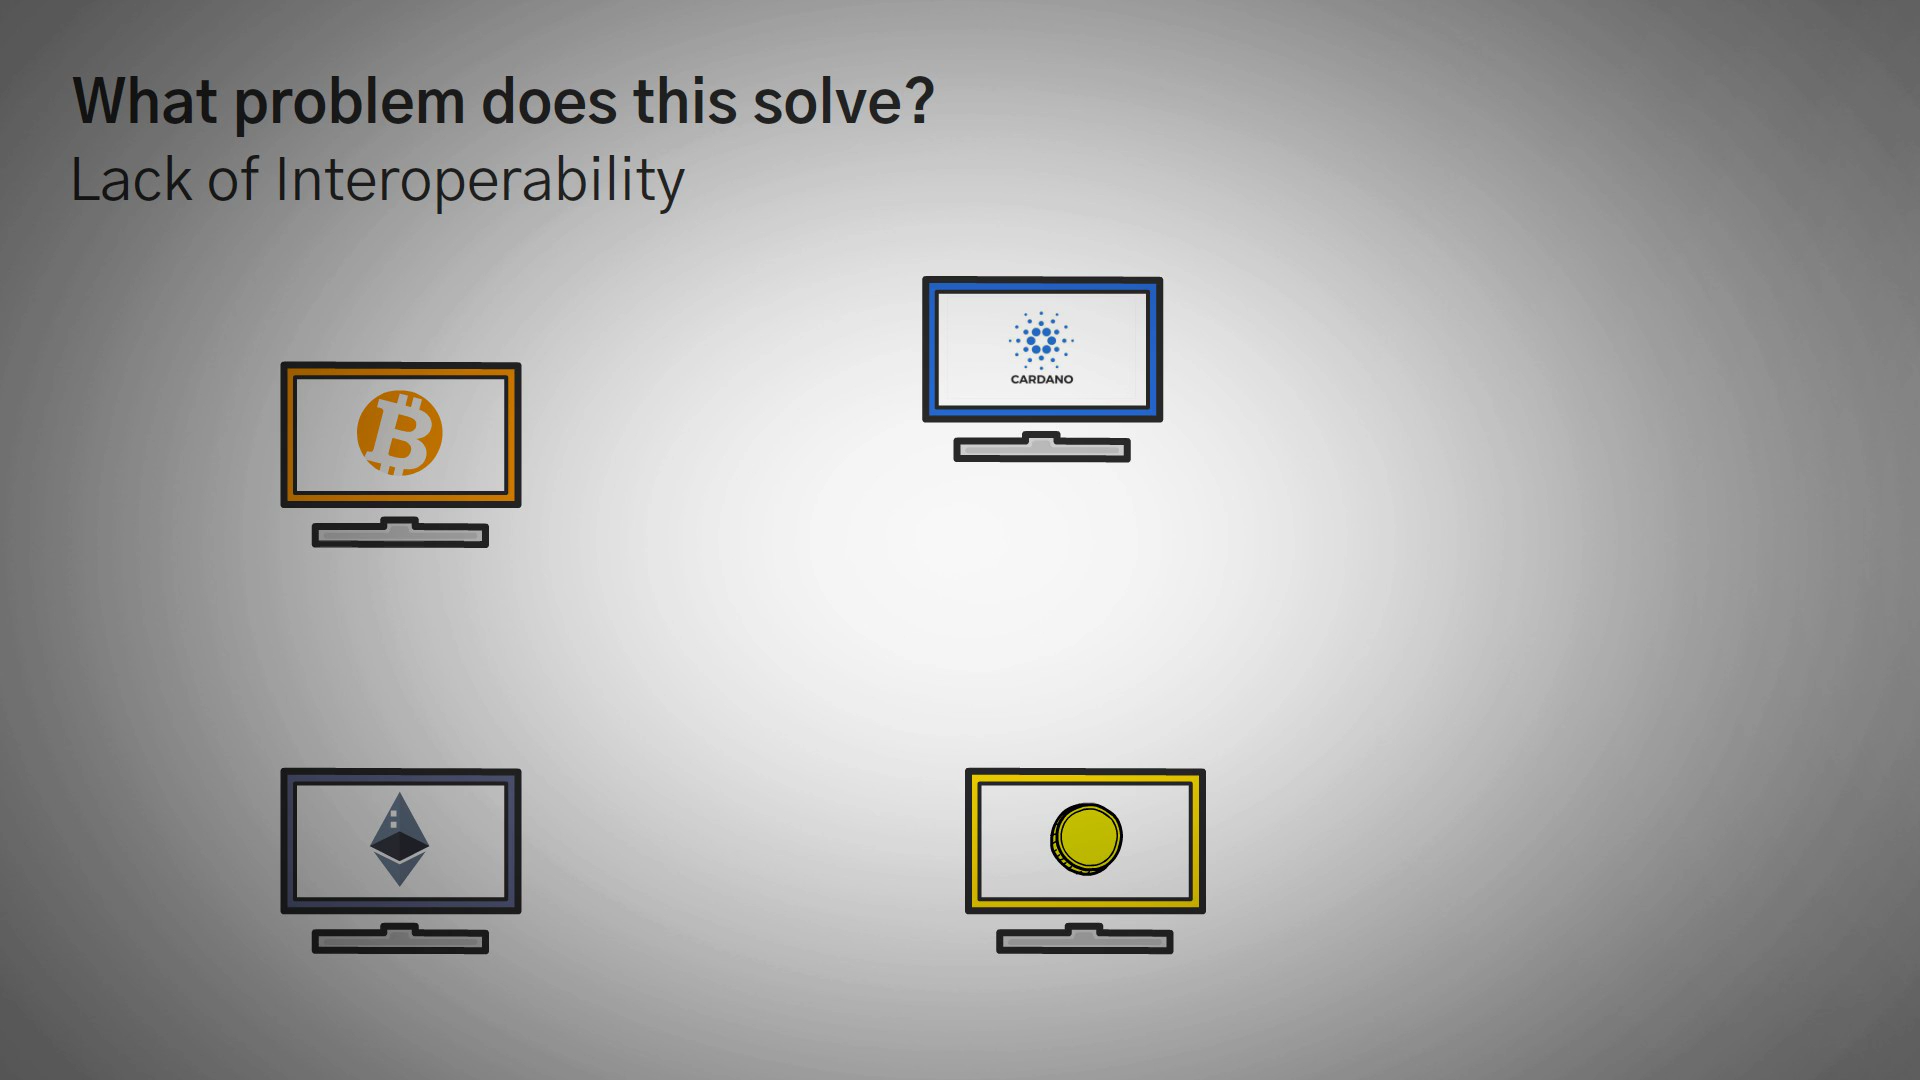 What problem does this solve?
Lack of Interoperability
CARDANO